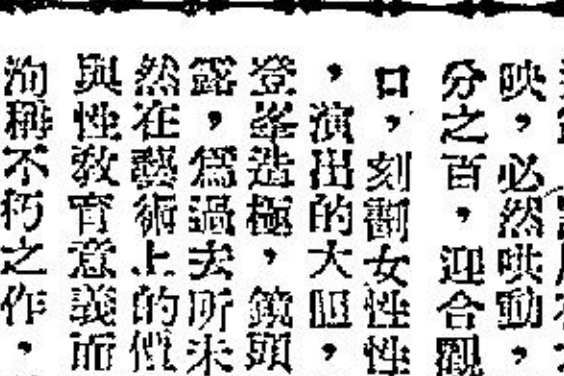 映，必然哄動，
分之百，迎合觀
口，刻劃女性性
，演出的大胆，
登峯造極，鏡頭
露，爲過去所未
然在藝術上的價
與性教育意義而
洵稱不朽之作，